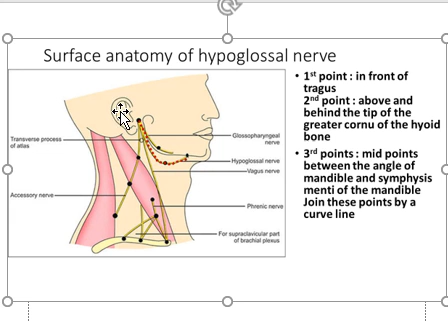 Surface anatomy of hypoglossal nerve
Transverse process
of atlas
Accessory nerve
Glossopharyngeal
nerve
Hypoglossal nerve
Vagus nerve
Phrenic nerve
For supraclavicular part
of brachial plexus
• 1st point : in front of
tragus
2nd point : above and
behind the tip of the
greater cornu of the hyoid
bone
• 3rd points : mid points
between the angle of
mandible and symphysis
menti of the mandible
Join these points by a
curve line